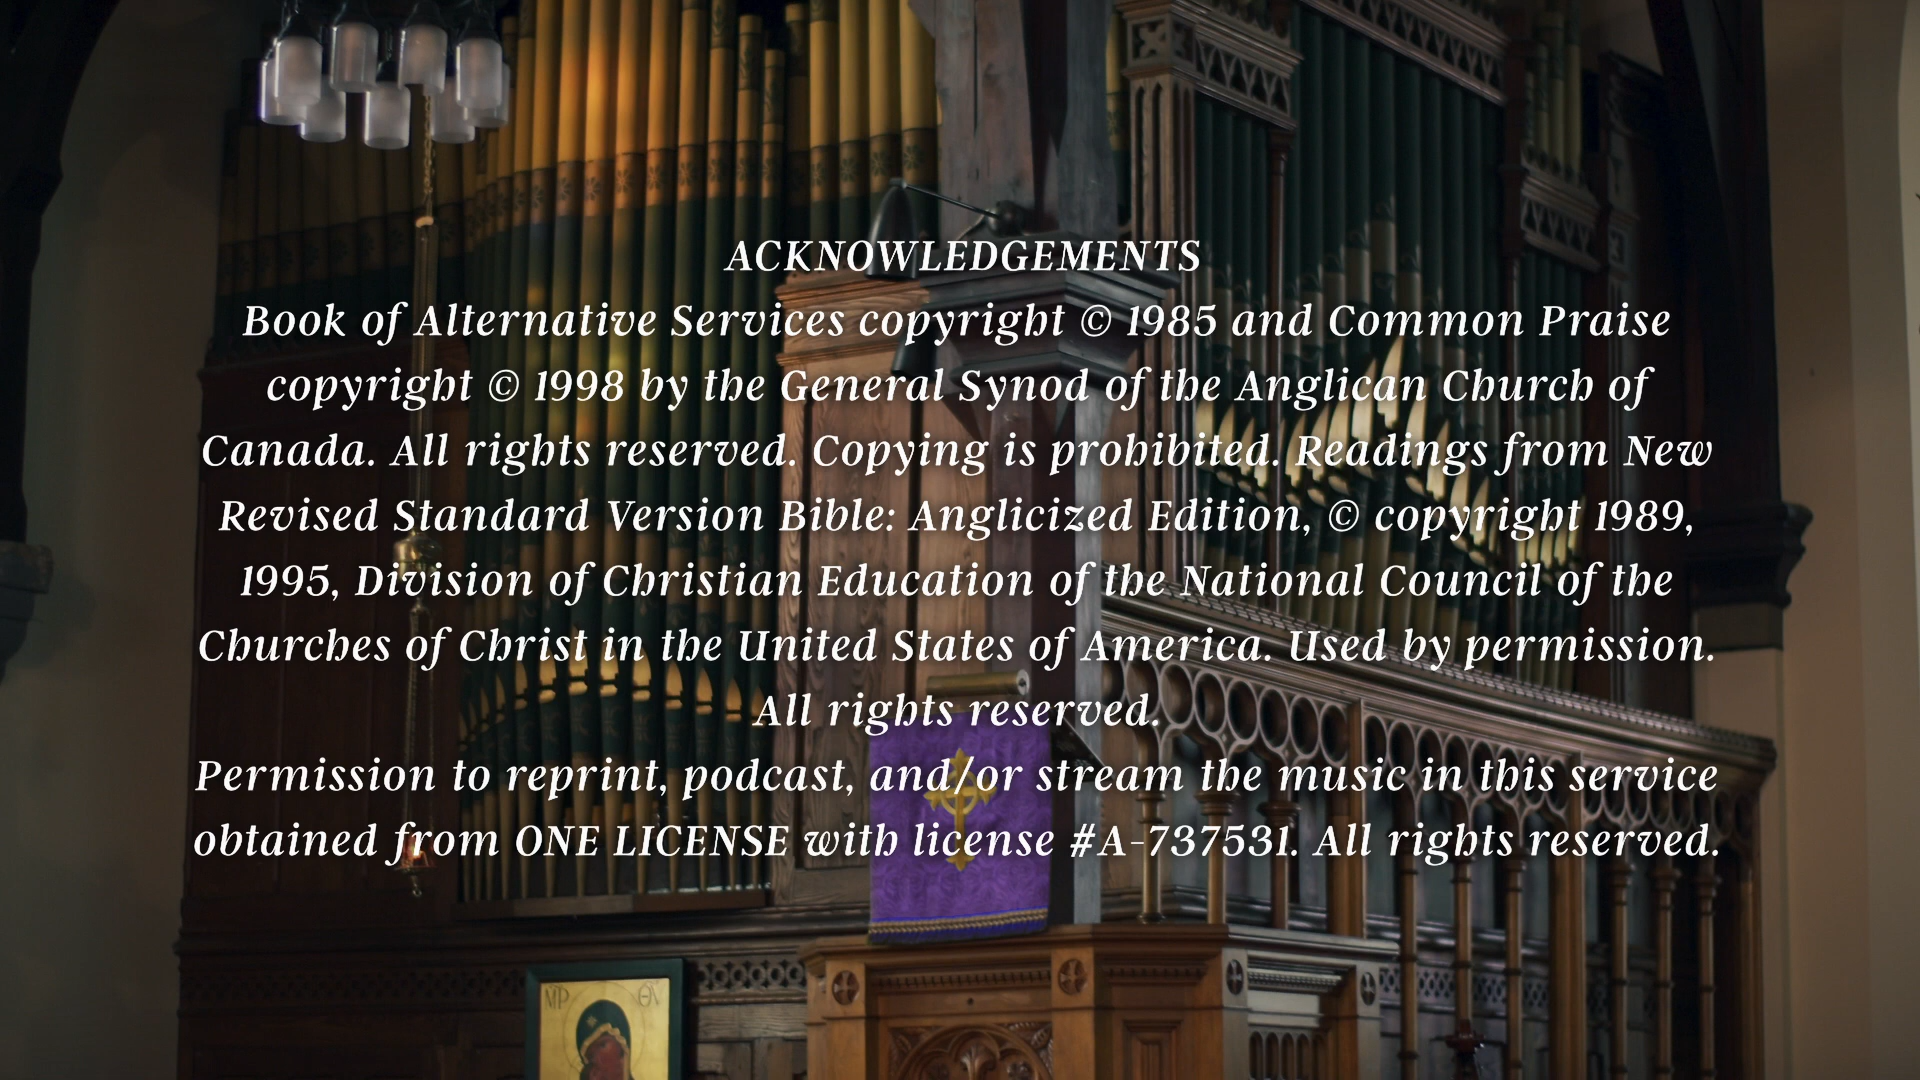 ACKNOWLEDGEMENTS
Book of Alternative Services copyright © 1985 and Common Praise
copyright © 1998 by the General Synod of the Anglican Church of
Canada. All rights reserved. Copying is prohibited. Readings from New
Revised Standard Version Bible: Anglicized Edition, © copyright 1989,
1995, Division of Christian Education of the National Council of the
Churches of Christ in the United States of America. Used by permission.
All rights reserved.
Permission to reprint, podcast, and/or stream the music in this service
obtained from ONE LICENSE with license #A-737531. All rights reserved.
ΜΡ ΘΥ